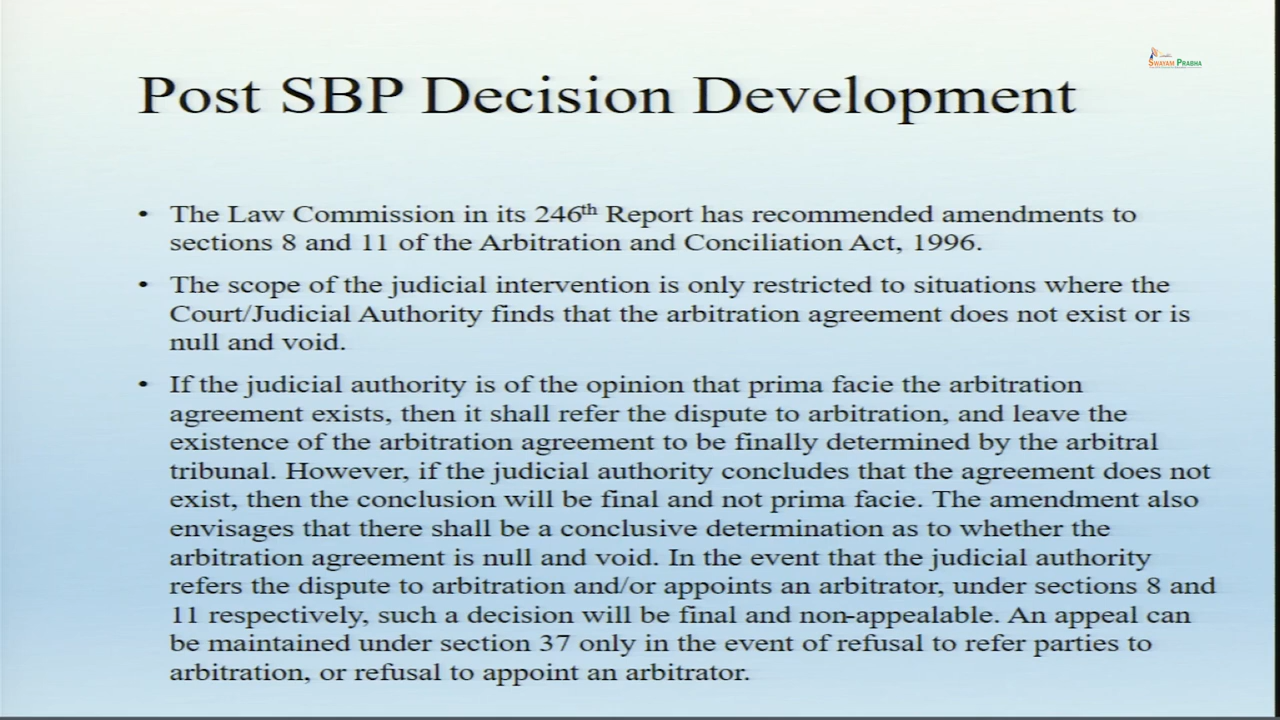 SWAYAM PRABHA
Post SBP Decision Development
• The Law Commission in its 246th Report has recommended amendments to
sections 8 and 11 of the Arbitration and Conciliation Act, 1996.
• The scope of the judicial intervention is only restricted to situations where the
Court/Judicial Authority finds that the arbitration agreement does not exist or is
null and void.
• If the judicial authority is of the opinion that prima facie the arbitration
agreement exists, then it shall refer the dispute to arbitration, and leave the
existence of the arbitration agreement to be finally determined by the arbitral
tribunal. However, if the judicial authority concludes that the agreement does not
exist, then the conclusion will be final and not prima facie. The amendment also
envisages that there shall be a conclusive determination as to whether the
arbitration agreement is null and void. In the event that the judicial authority
refers the dispute to arbitration and/or appoints an arbitrator, under sections 8 and
11 respectively, such a decision will be final and non-appealable. An appeal can
be maintained under section 37 only in the event of refusal to refer parties to
arbitration, or refusal to appoint an arbitrator.